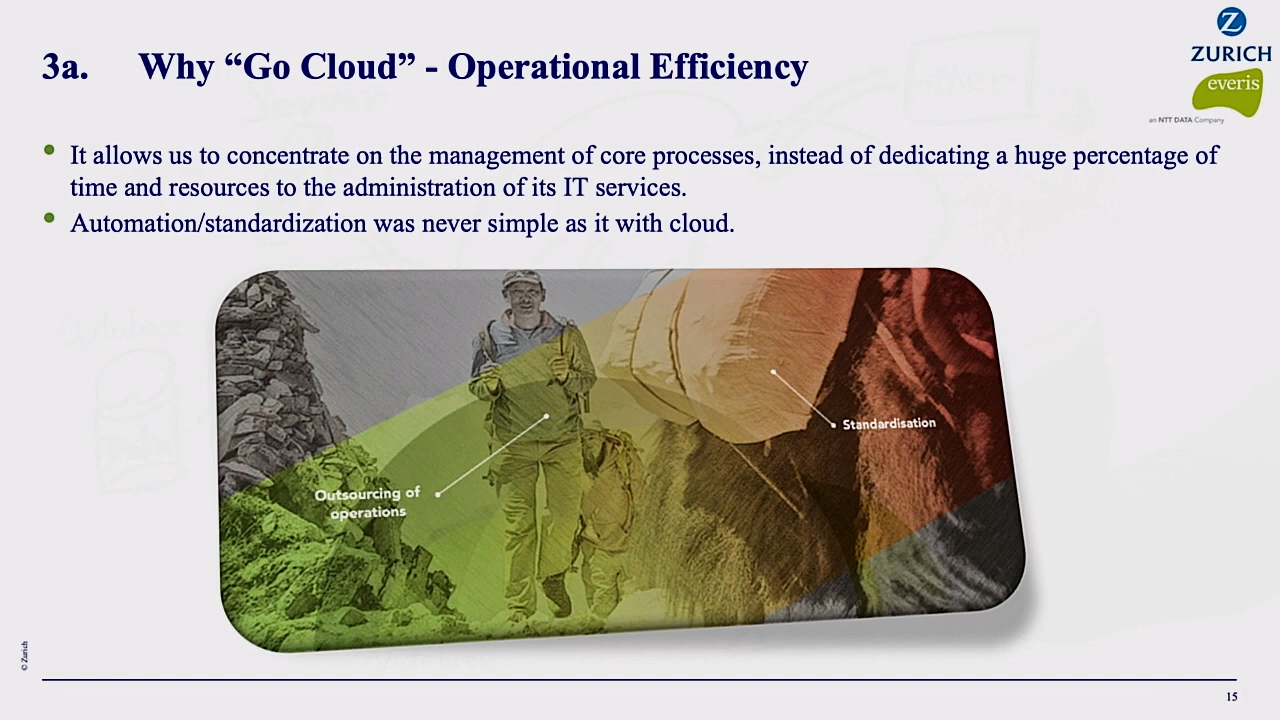 3a. Why “Go Cloud” - Operational Efficiency
Z
ZURICH
everis
an NTT DATA Company
• It allows us to concentrate on the management of core processes, instead of dedicating a huge percentage of
time and resources to the administration of its IT services.
• Automation/standardization was never simple as it with cloud.
Standardisation
Outsourcing of
operations
© Zurich
15